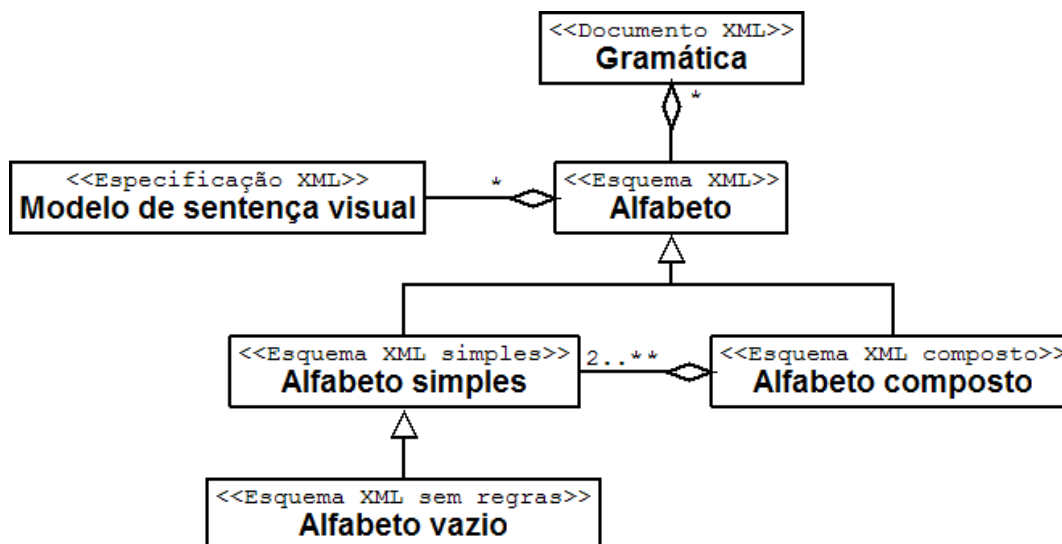 <<Documento XML>>
Gramática
*
<<Especificação XML>>
Modelo de sentença visual
*
<<Esquema XML>>
Alfabeto
<<Esquema XML simples>>
Alfabeto simples
2..**
<<Esquema XML composto>>
Alfabeto composto
<<Esquema XML sem regras>>
Alfabeto vazio